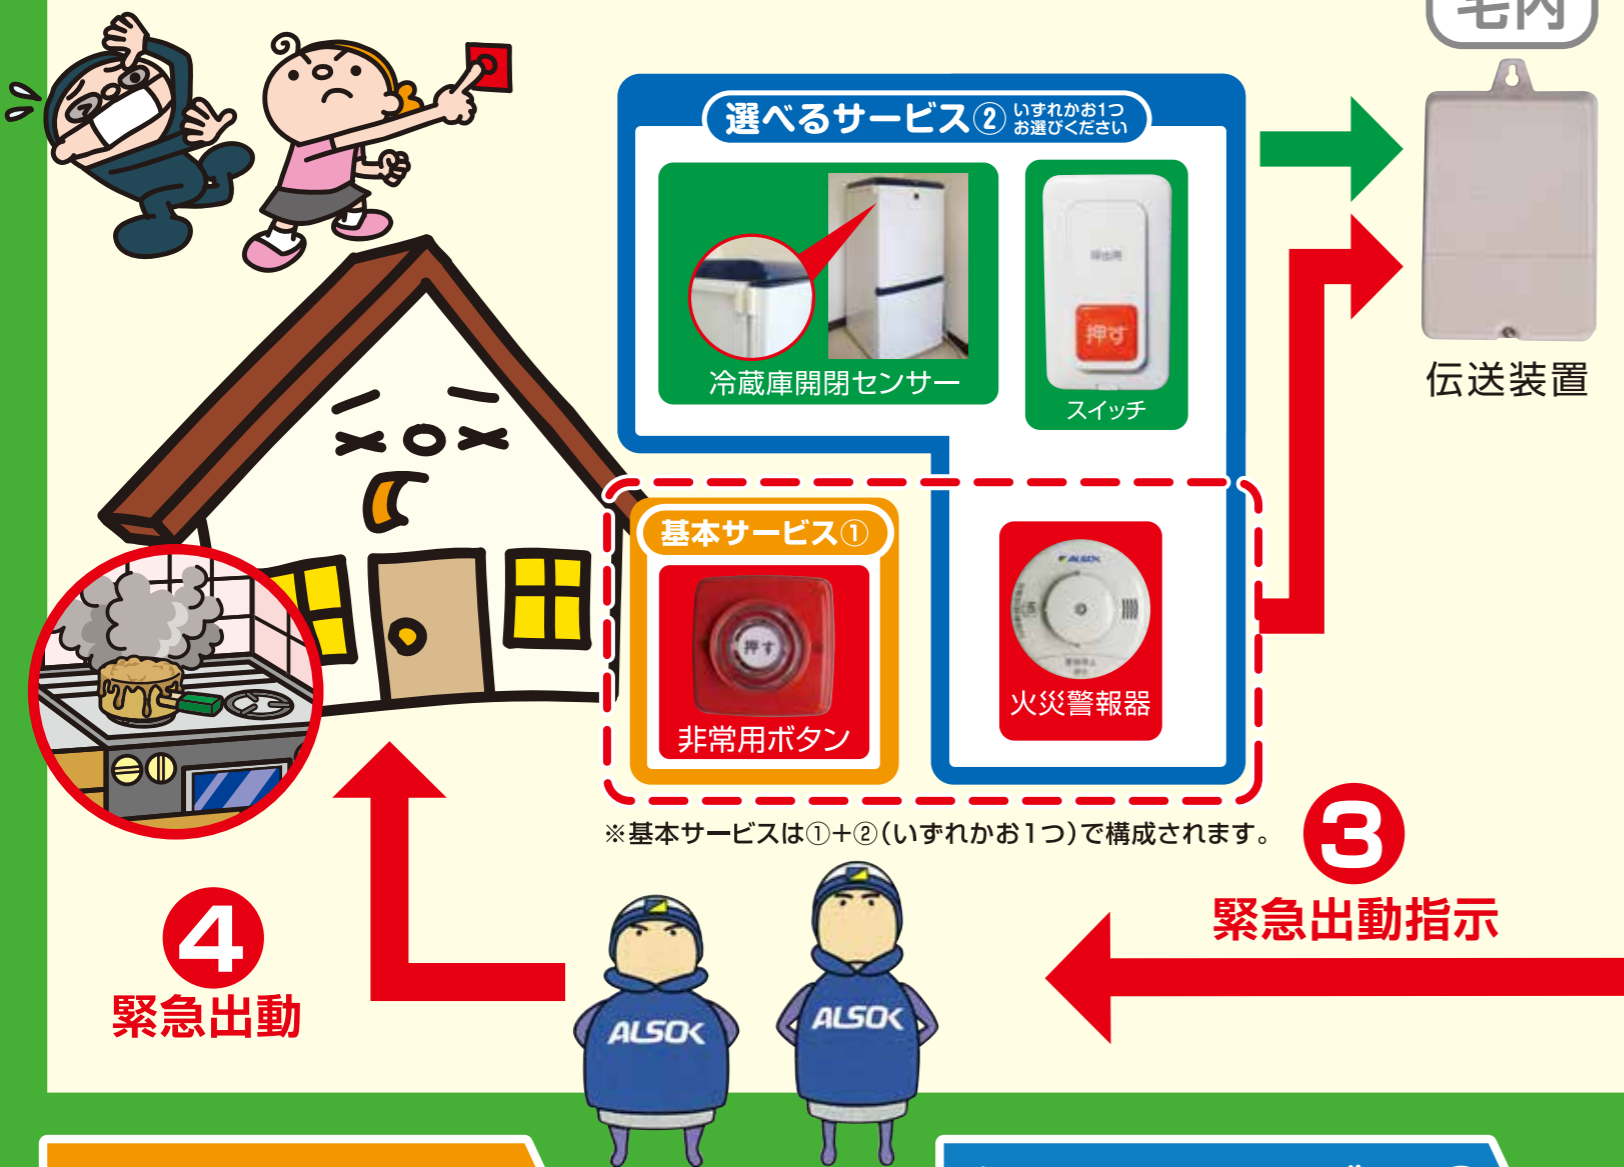 宅内
選べるサービス② いずれかお1つ
お選びください
呼出用
押す
冷蔵庫開閉センサー
スイッチ
伝送装置
基本サービス①
押す
非常用ボタン
ALSOK
火災警報器
※基本サービスは①+②(いずれかお1つ)で構成されます。
3
緊急出動指示
4
緊急出動
ALSOK
ALSOK